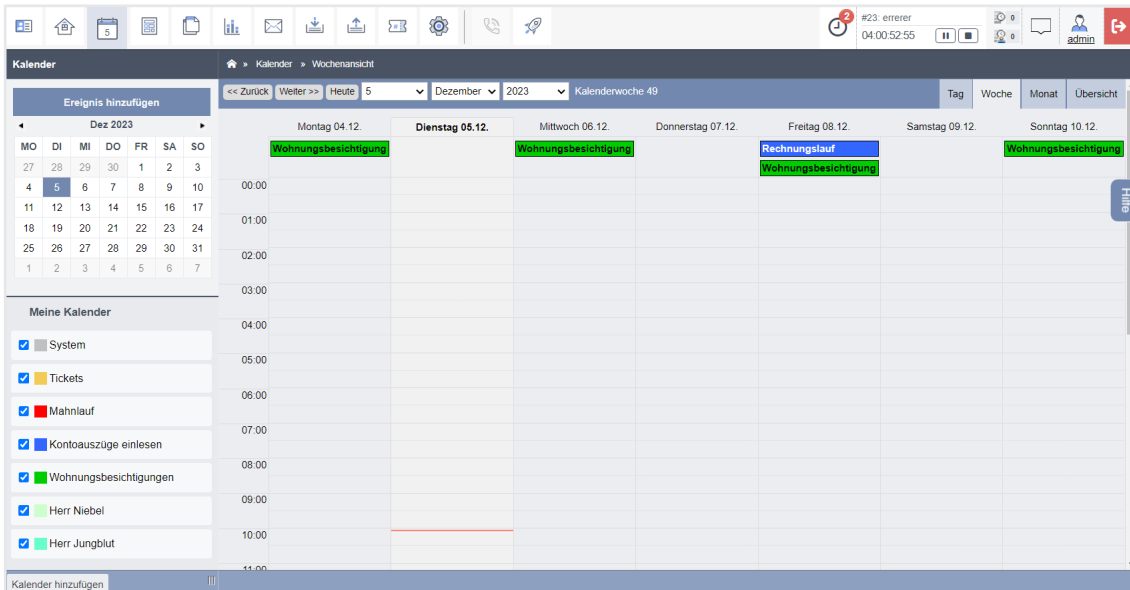 5
2
#23: errerer
04:00:52:55
0
0
admin
Kalender
» Kalender » Wochenansicht
Ereignis hinzufügen
Dez 2023
MO DI MI DO FR SA SO
27 28 29 30 1 2 3
4 5 6 7 8 9 10
11 12 13 14 15 16 17
18 19 20 21 22 23 24
25 26 27 28 29 30 31
1 2 3 4 5 6 7
Meine Kalender
System
Tickets
Mahnlauf
Kontoauszüge einlesen
Wohnungsbesichtigungen
Herr Niebel
Herr Jungblut
Kalender hinzufügen
<< Zurück Weiter >> Heute 5 Dezember 2023 Kalenderwoche 49
Tag Woche Monat Übersicht
Montag 04.12. Dienstag 05.12. Mittwoch 06.12. Donnerstag 07.12. Freitag 08.12. Samstag 09.12. Sonntag 10.12.
Wohnungsbesichtigung Wohnungsbesichtigung Rechnungslauf Wohnungsbesichtigung
Wohnungsbesichtigung
00:00
01:00
02:00
03:00
04:00
05:00
06:00
07:00
08:00
09:00
10:00
11:00
Hilfe